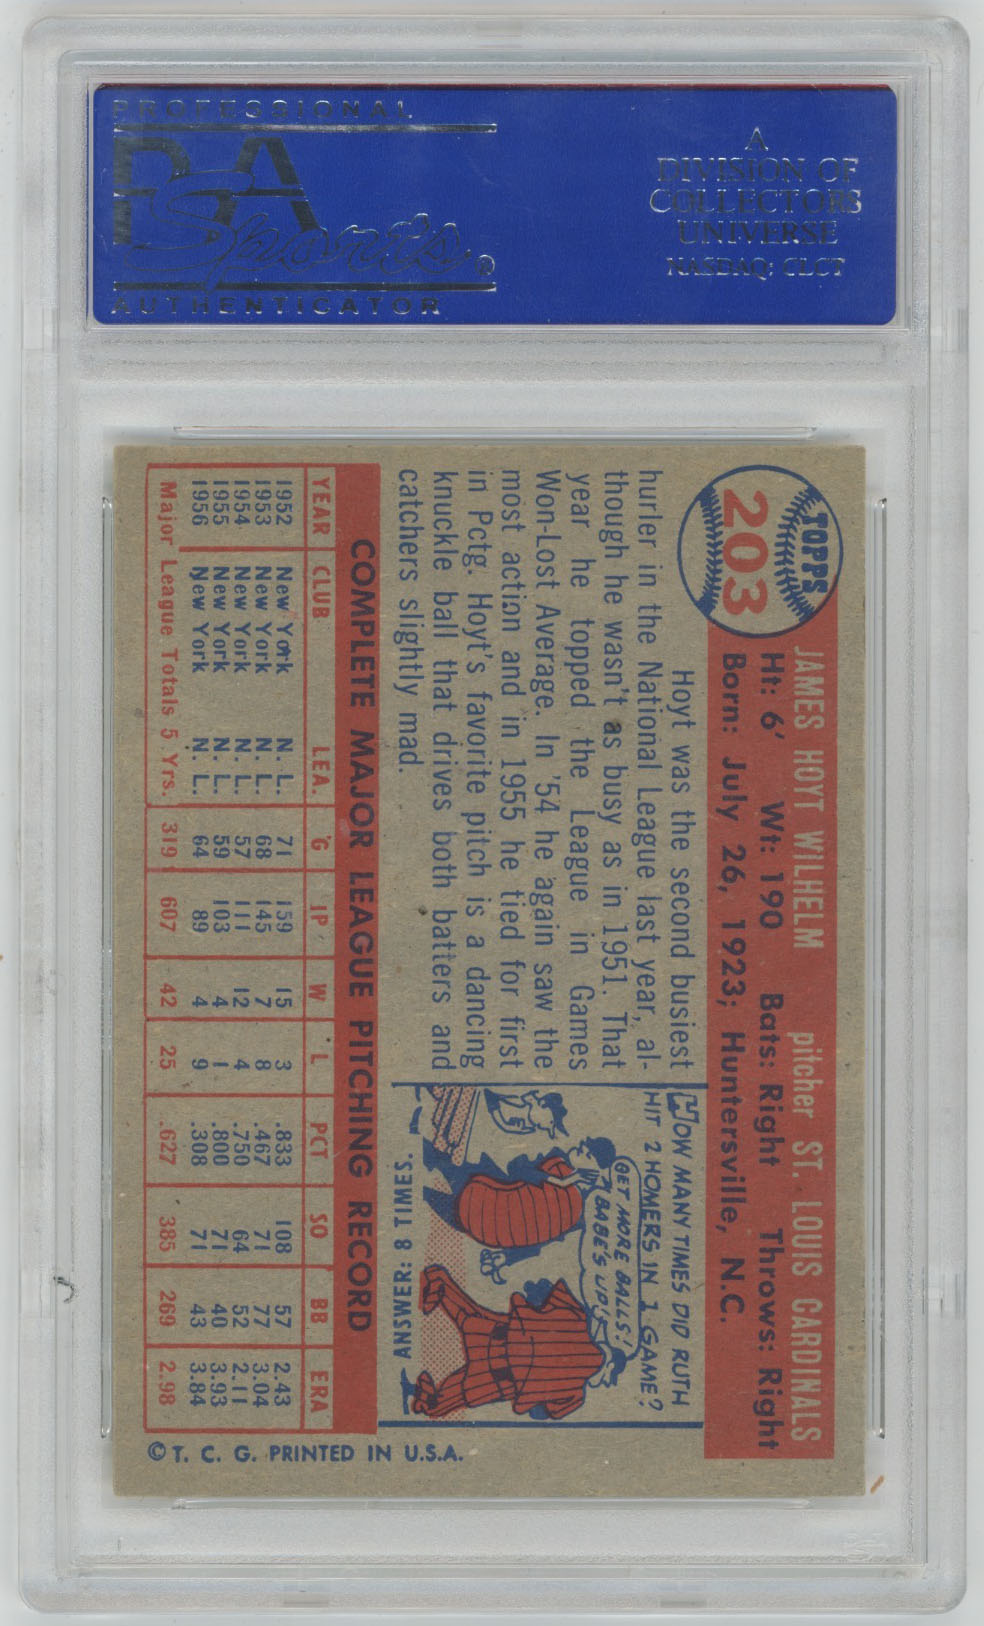 PROFESSIONAL
PSA
Sports®
AUTHENTICATOR
A
DIVISION OF
COLLECTORS
UNIVERSE
NASDAQ: CLCT
TOPPS
203
JAMES HOYT WILHELM pitcher ST. LOUIS CARDINALS
Ht: 6' Wt: 190 Bats: Right Throws: Right
Born: July 26, 1923; Huntersville, N.C.
Hoyt was the second busiest
hurler in the National League last year, al-
though he wasn't as busy as in 1951. That
year he topped the League in Games
Won-Lost Average. In '54 he again saw the
most action and in 1955 he tied for first
in Pctg. Hoyt's favorite pitch is a dancing
knuckle ball that drives both batters and
catchers slightly mad.
HOW MANY TIMES DID RUTH
HIT 2 HOMERS IN 1 GAME?
GET MORE BALLS!
BABE'S UP!
ANSWER: 8 TIMES.
COMPLETE MAJOR LEAGUE PITCHING RECORD
YEAR CLUB LEA. G IP W L PCT SO BB ERA
1952 New York N. L. 71 159 15 3 .833 108 57 2.43
1953 New York N. L. 68 145 7 8 .467 71 77 3.04
1954 New York N. L. 57 111 12 4 .750 64 52 2.11
1955 New York N. L. 59 103 4 1 .800 71 40 3.93
1956 New York N. L. 64 89 4 9 .308 71 43 3.84
Major League Totals 5 Yrs. 319 607 42 25 .627 385 269 2.98
© T. C. G. PRINTED IN U.S.A.